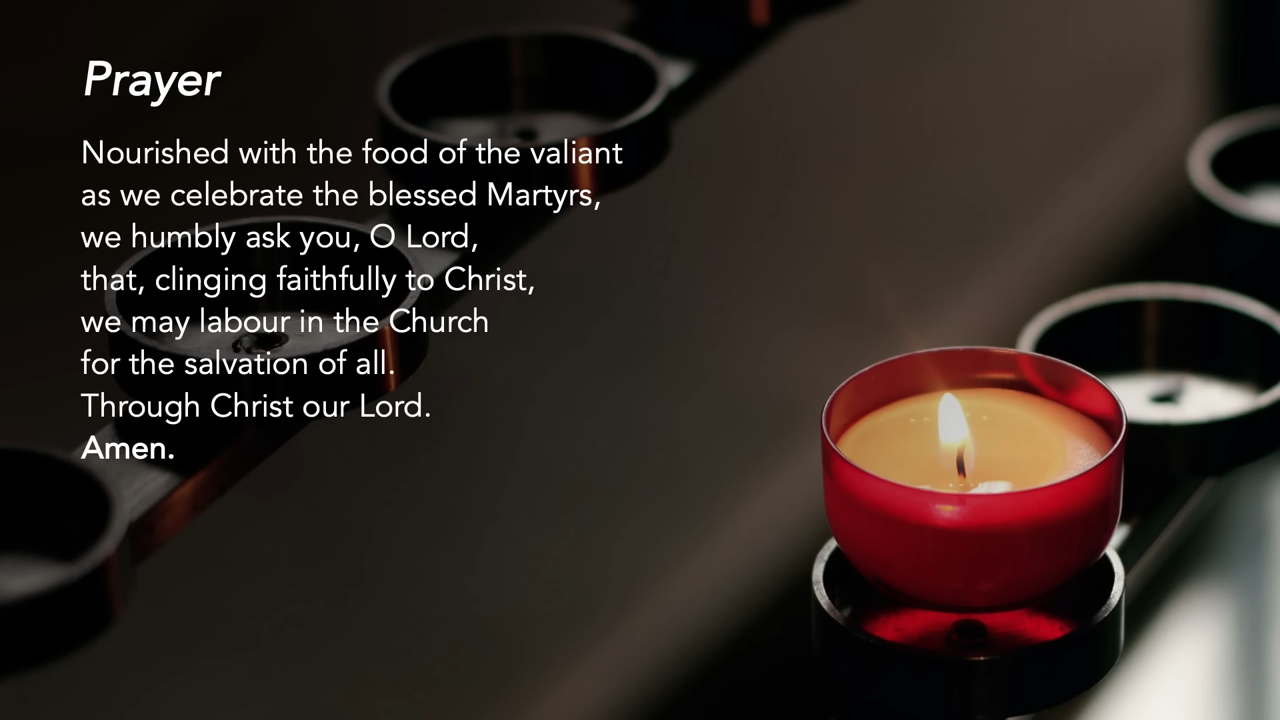 Prayer
Nourished with the food of the valiant
as we celebrate the blessed Martyrs,
we humbly ask you, O Lord,
that, clinging faithfully to Christ,
we may labour in the Church
for the salvation of all.
Through Christ our Lord.
Amen.